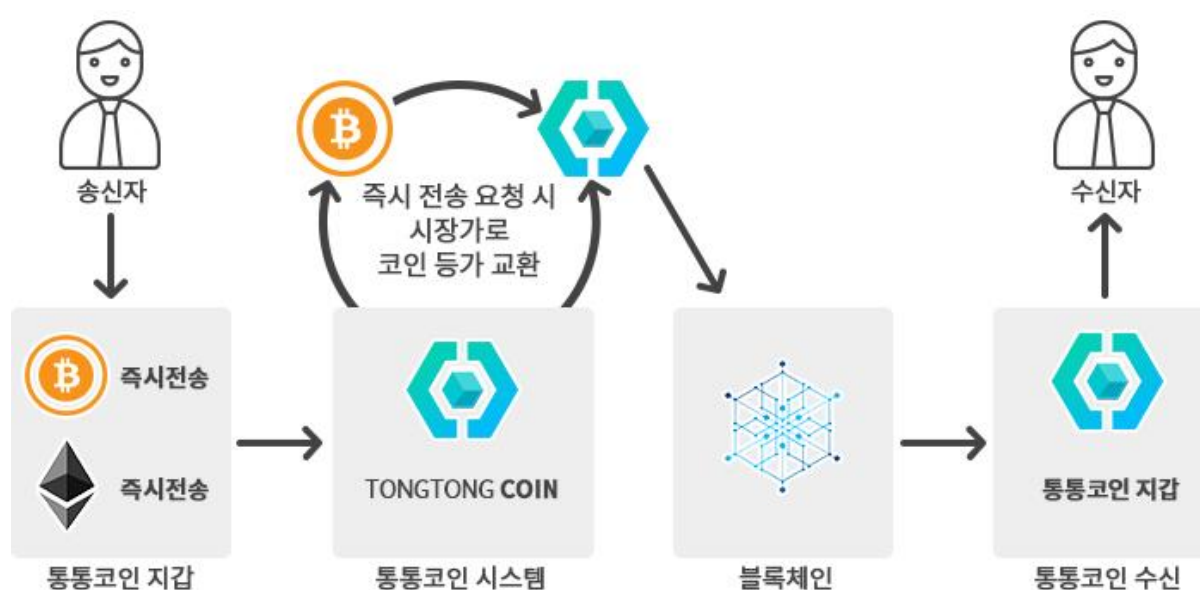 송신자
수신자
즉시 전송 요청 시
시장가로
코인 등가 교환
즉시전송
즉시전송
TONGTONG COIN
통통코인 지갑
통통코인 지갑
통통코인 시스템
블록체인
통통코인 수신